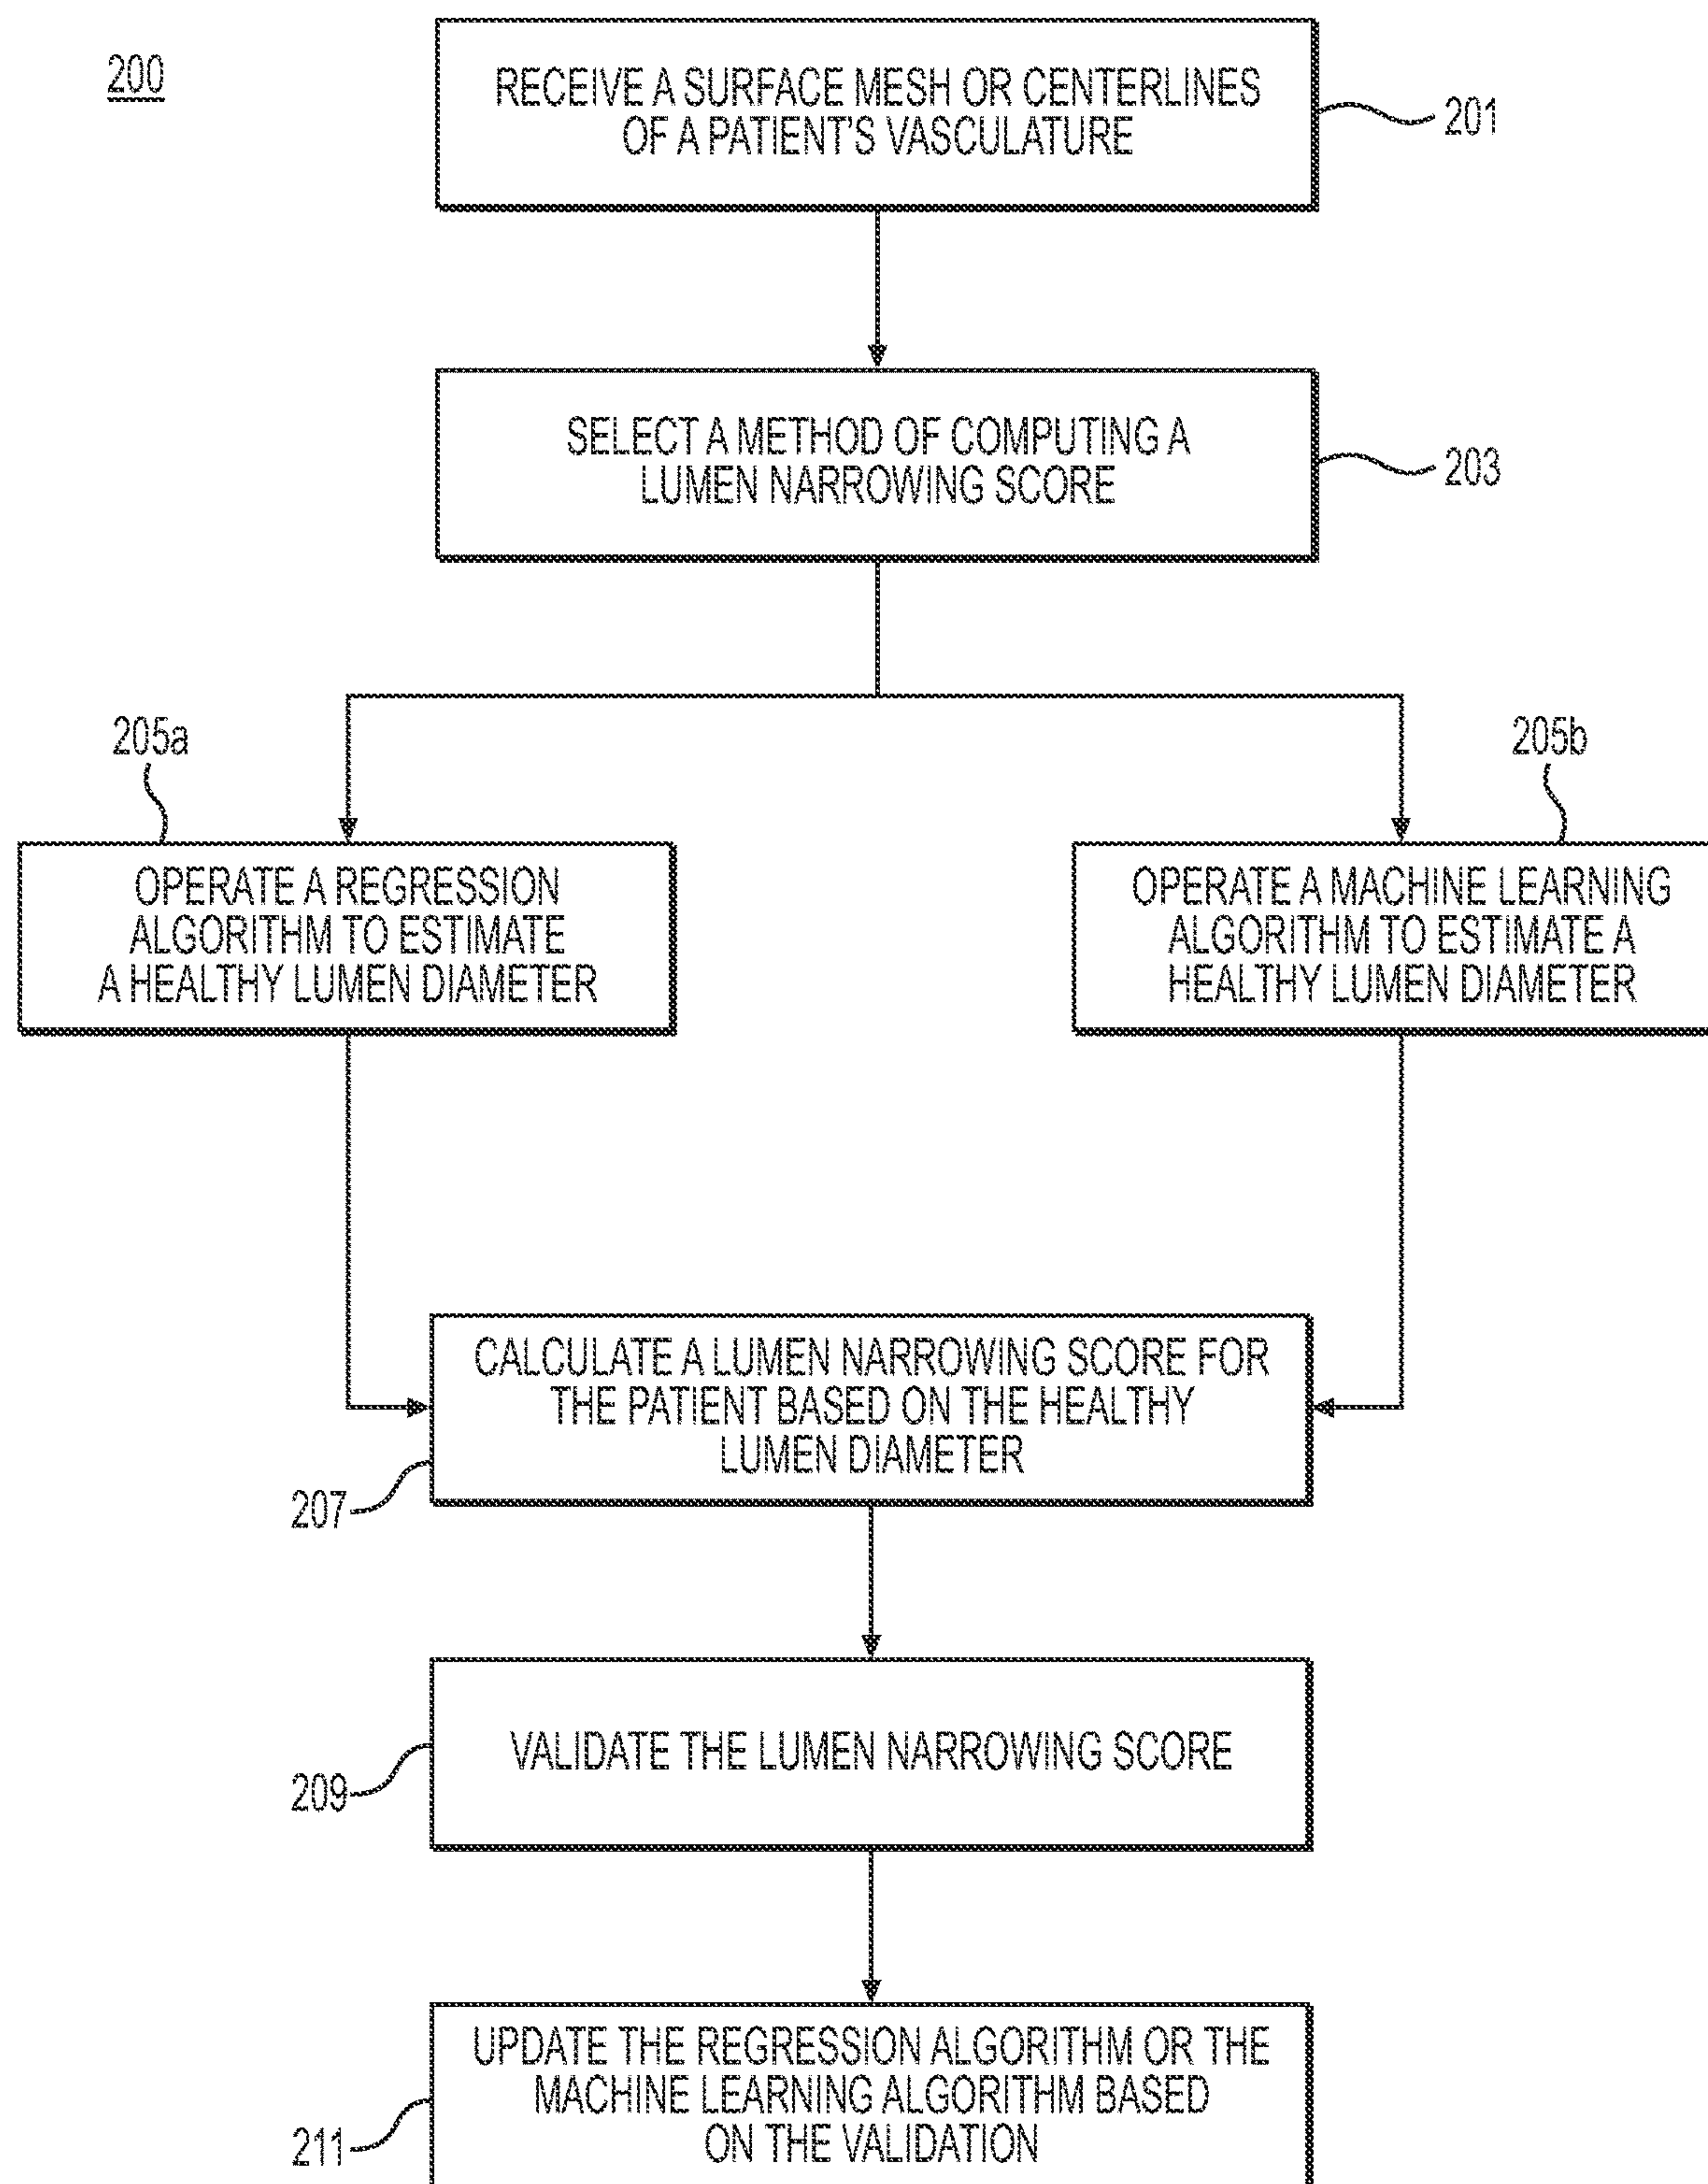 200
RECEIVE A SURFACE MESH OR CENTERLINES
OF A PATIENT'S VASCULATURE
201
SELECT A METHOD OF COMPUTING A
LUMEN NARROWING SCORE
203
205a
205b
OPERATE A REGRESSION
ALGORITHM TO ESTIMATE
A HEALTHY LUMEN DIAMETER
OPERATE A MACHINE LEARNING
ALGORITHM TO ESTIMATE A
HEALTHY LUMEN DIAMETER
CALCULATE A LUMEN NARROWING SCORE FOR
THE PATIENT BASED ON THE HEALTHY
LUMEN DIAMETER
207
VALIDATE THE LUMEN NARROWING SCORE
209
UPDATE THE REGRESSION ALGORITHM OR THE
MACHINE LEARNING ALGORITHM BASED
ON THE VALIDATION
211